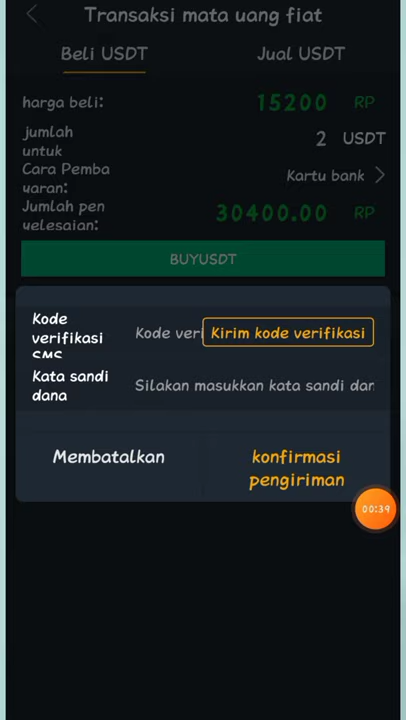 Transaksi mata uang fiat
Beli USDT
Jual USDT
harga beli:
15200 RP
jumlah
untuk
2 USDT
Cara Pemba
yaran:
Kartu bank
Jumlah pen
yelesaian:
30400.00 RP
BUYUSDT
Kode
verifikasi
SMS
Kode veri
Kirim kode verifikasi
Kata sandi
dana
Silakan masukkan kata sandi dan
Membatalkan
konfirmasi
pengiriman
00:39